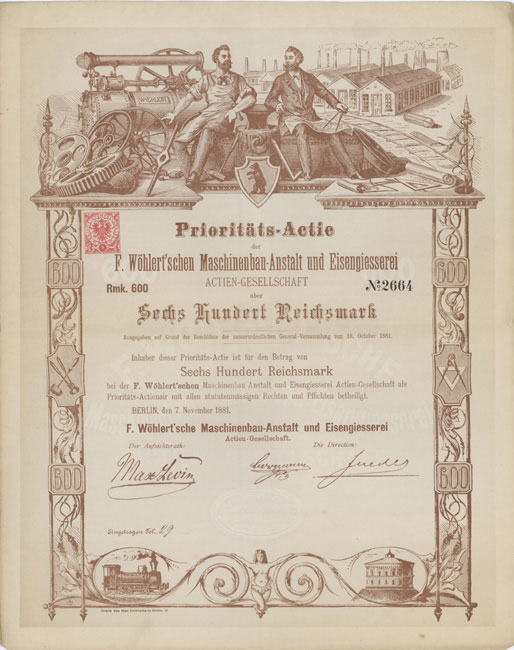 WÖHLERT
Prioritäts-Actie
der
F. Wöhlert'schen Maschinenbau-Anstalt und Eisengiesserei
ACTIEN-GESELLSCHAFT
Rmk. 600
über
№ 2664
Sechs Hundert Reichsmark
Ausgegeben auf Grund der Beschlüsse der ausserordentlichen General-Versammlung vom 18. October 1881.
600
600
Inhaber dieser Prioritäts-Actie ist für den Betrag von
Sechs Hundert Reichsmark
bei der F. Wöhlert'schen Maschinenbau Anstalt und Eisengiesserei Actien-Gesellschaft als
Prioritäts-Actionair mit allen statutenmässigen Rechten und Pflichten betheiligt.
BERLIN, den 7. November 1881.
F. Wöhlert'sche Maschinenbau-Anstalt und Eisengiesserei
Actien-Gesellschaft.
Der Aufsichtsrath:
Die Direction:
600
600
Eingetragen Fol. 29